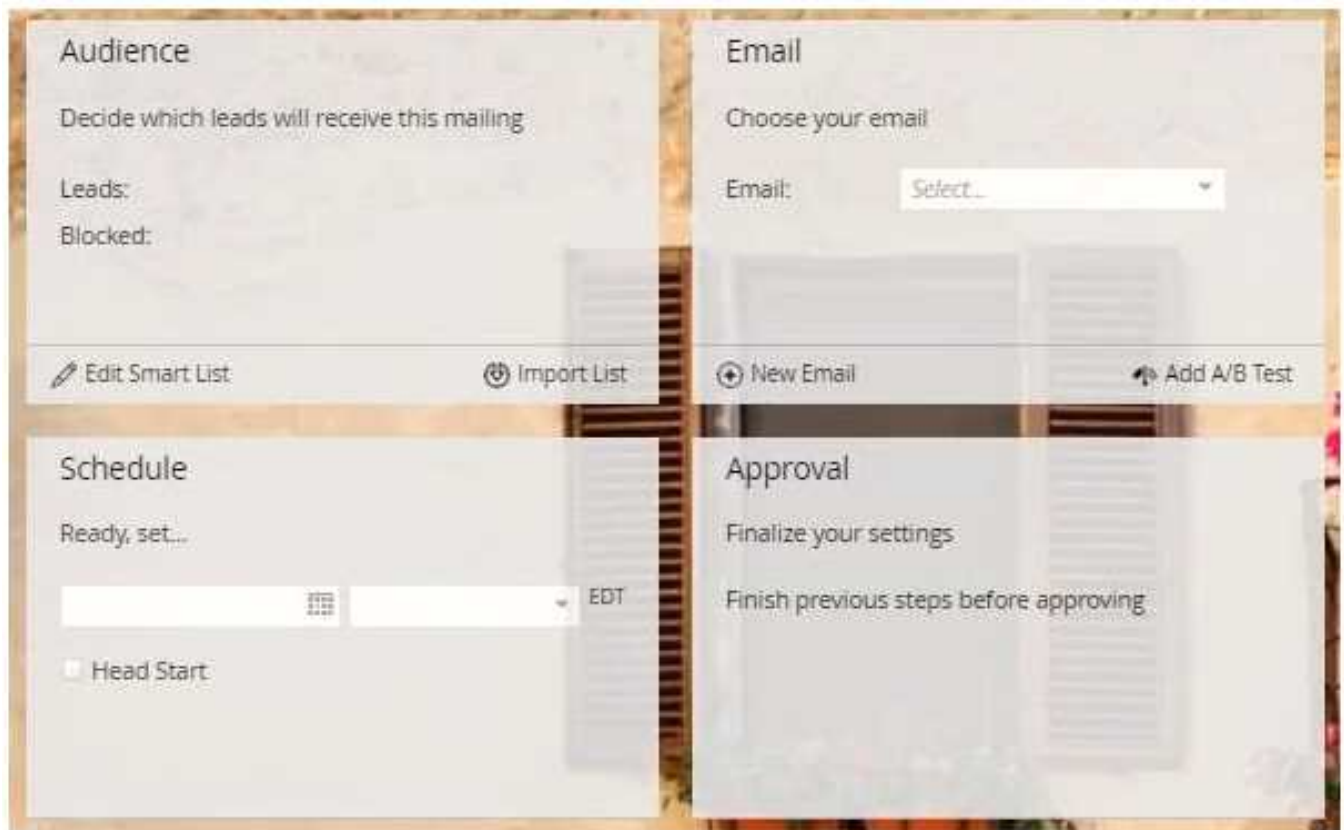 Audience
Decide which leads will receive this mailing
Leads:
Blocked:
Edit Smart List
Import List
Email
Choose your email
Email: Select...
New Email
Add A/B Test
Schedule
Ready, set...
EDT
Head Start
Approval
Finalize your settings
Finish previous steps before approving